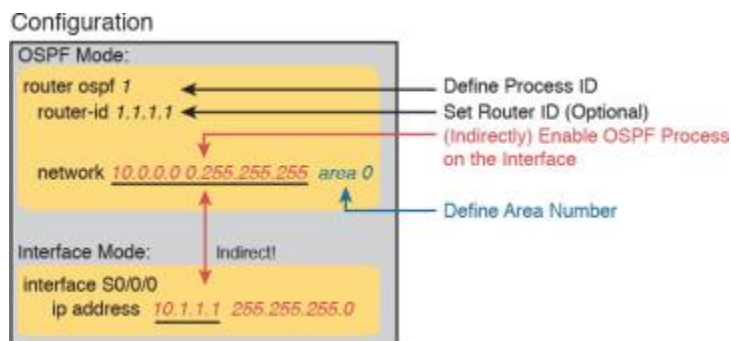 Configuration
OSPF Mode:
router ospf 1
Define Process ID
router-id 1.1.1.1
Set Router ID (Optional)
(Indirectly) Enable OSPF Process
on the Interface
network 10.0.0.0 0.255.255.255 area 0
Define Area Number
Interface Mode:
Indirect!
interface S0/0/0
ip address 10.1.1.1 255.255.255.0